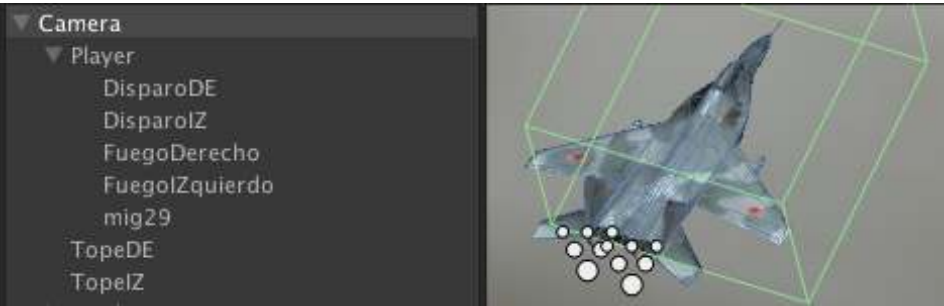 Camera
Player
DisparoDE
DisparoIZ
FuegoDerecho
FuegoIZquierdo
mig29
TopeDE
TopeIZ